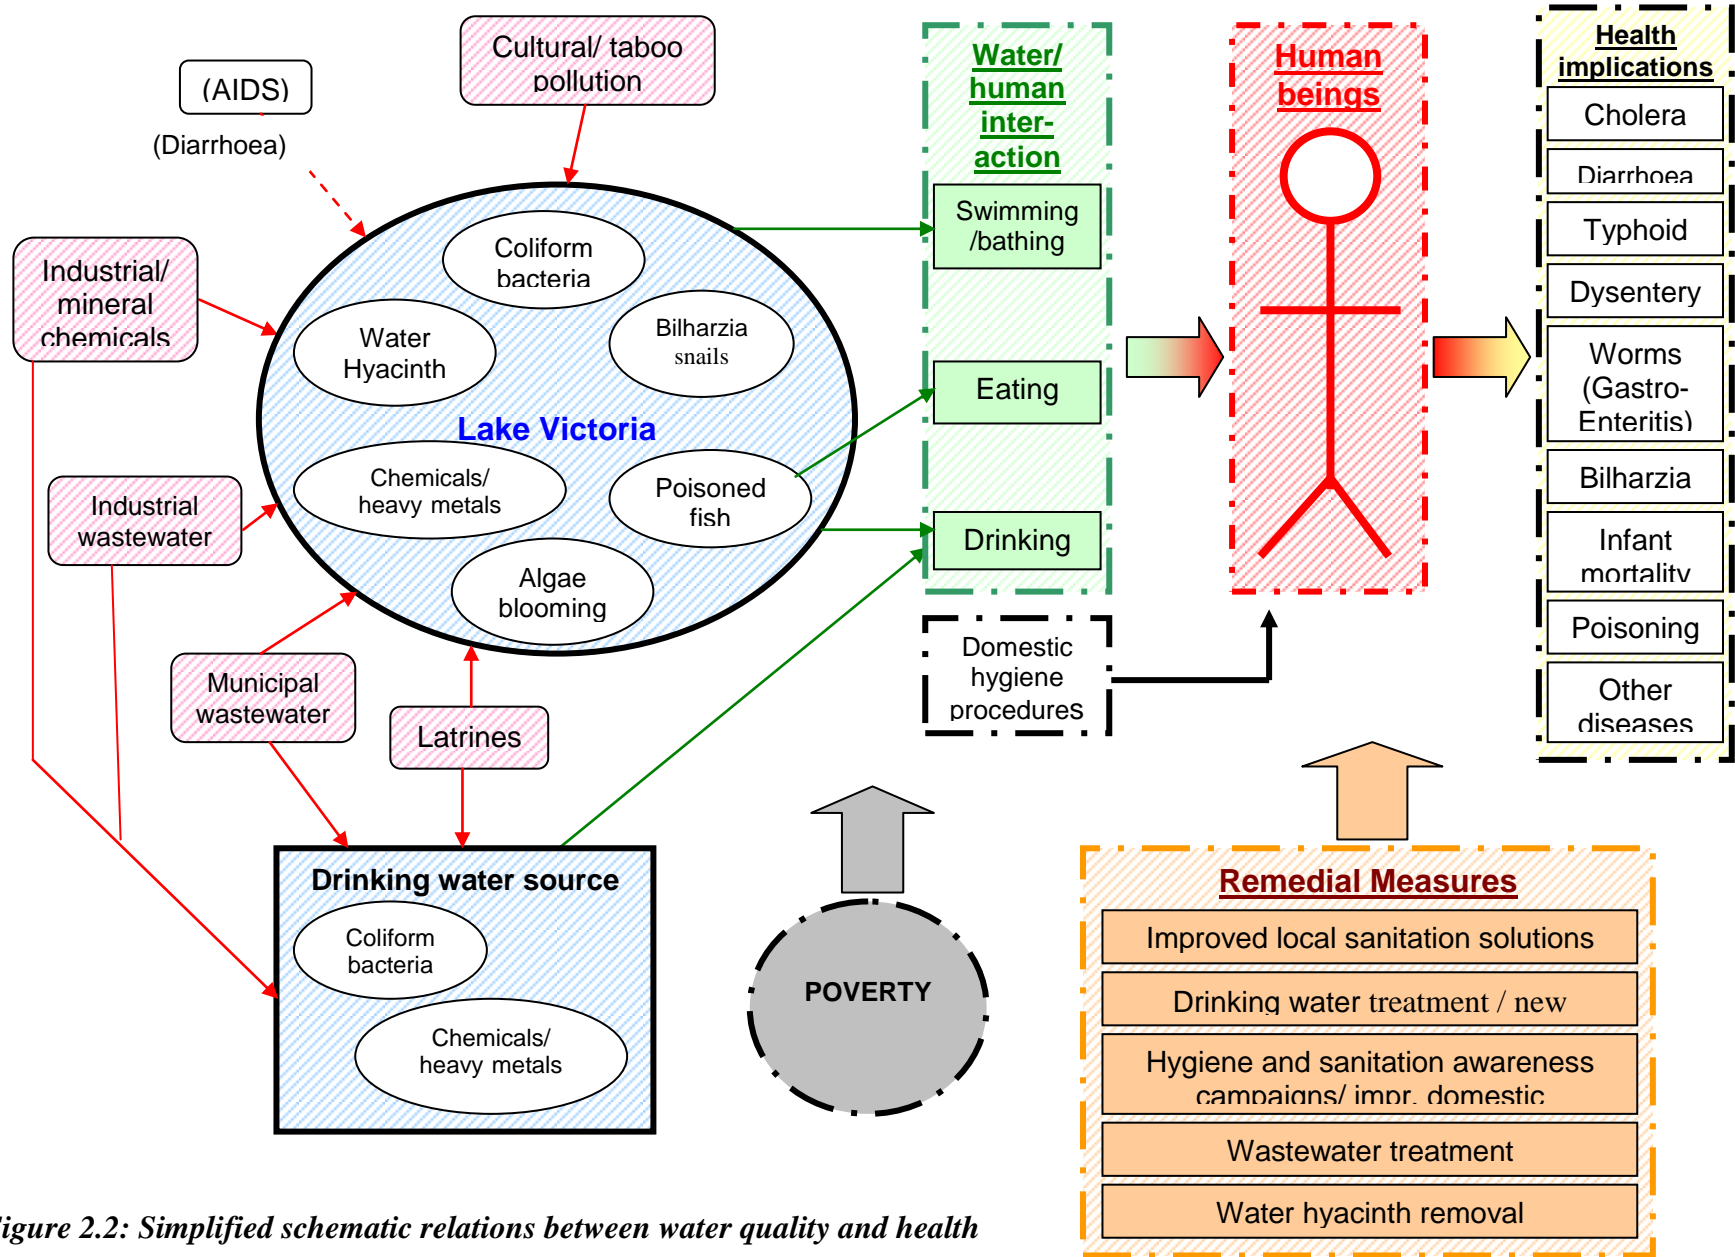 (AIDS)
(Diarrhoea)
Cultural/ taboo
pollution
Industrial/
mineral
chemicals
Industrial
wastewater
Municipal
wastewater
Latrines
Coliform
bacteria
Water
Hyacinth
Bilharzia
snails
Lake Victoria
Chemicals/
heavy metals
Poisoned
fish
Algae
blooming
Drinking water source
Coliform
bacteria
Chemicals/
heavy metals
Water/
human
inter-
action
Swimming
/bathing
Eating
Drinking
Domestic
hygiene
procedures
POVERTY
Human
beings
Health
implications
Cholera
Diarrhoea
Typhoid
Dysentery
Worms
(Gastro-
Enteritis)
Bilharzia
Infant
mortality
Poisoning
Other
diseases
Remedial Measures
Improved local sanitation solutions
Drinking water treatment / new
Hygiene and sanitation awareness
campaigns/ impr. domestic
Wastewater treatment
Water hyacinth removal
igure 2.2: Simplified schematic relations between water quality and health